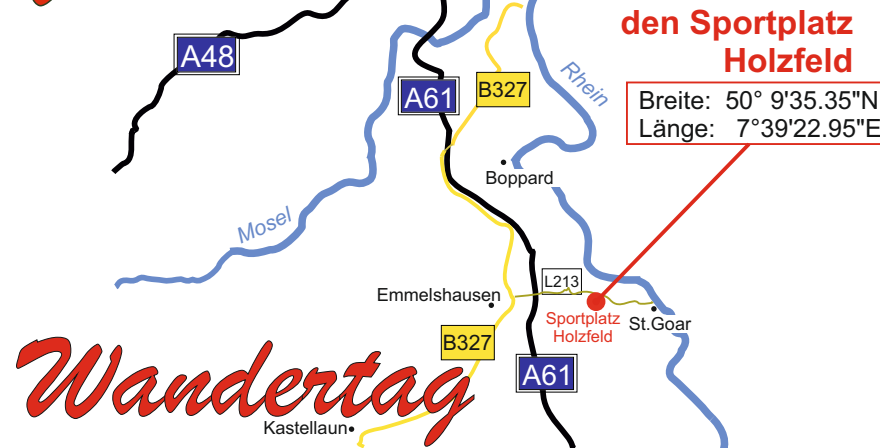 den Sportplatz
Holzfeld
Breite: 50° 9'35.35"N
Länge: 7°39'22.95"E
A48
A61
B327
Rhein
Boppard
Mosel
Emmelshausen
L213
Sportplatz
Holzfeld
St.Goar
B327
A61
Wandertag
Kastellaun